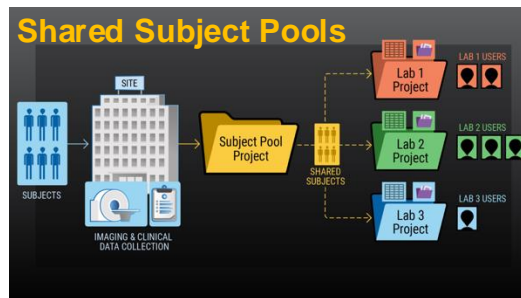 Shared Subject Pools
SITE
SUBJECTS
IMAGING & CLINICAL
DATA COLLECTION
Subject Pool
Project
SHARED
SUBJECTS
Lab 1
Project
LAB 1 USERS
Lab 2
Project
LAB 2 USERS
Lab 3
Project
LAB 3 USERS